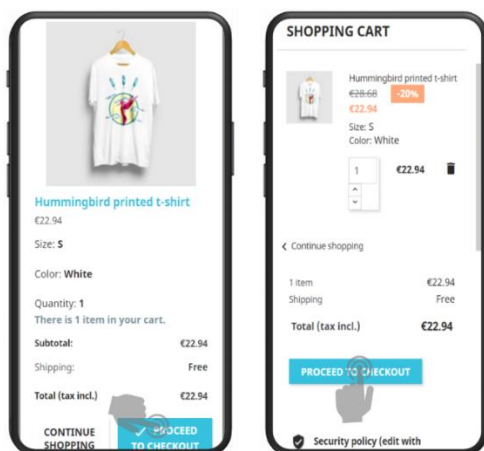 Hummingbird printed t-shirt
€22.94
Size: S
Color: White
Quantity: 1
There is 1 item in your cart.
Subtotal: €22.94
Shipping: Free
Total (tax incl.) €22.94
CONTINUE SHOPPING
PROCEED TO CHECKOUT
SHOPPING CART
Hummingbird printed t-shirt
€28.68 -20%
€22.94
Size: S
Color: White
1 €22.94
Continue shopping
1 item €22.94
Shipping Free
Total (tax incl.) €22.94
PROCEED TO CHECKOUT
Security policy (edit with